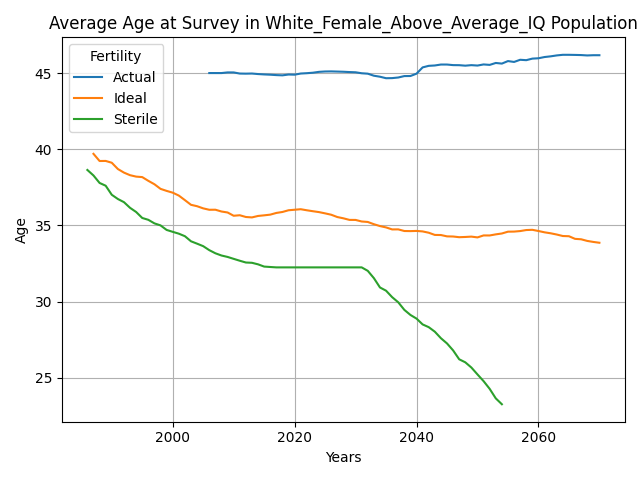 Average Age at Survey in White_Female_Above_Average_IQ Population
Fertility
Actual
Ideal
Sterile
Age
45
40
35
30
25
2000
2020
2040
2060
Years